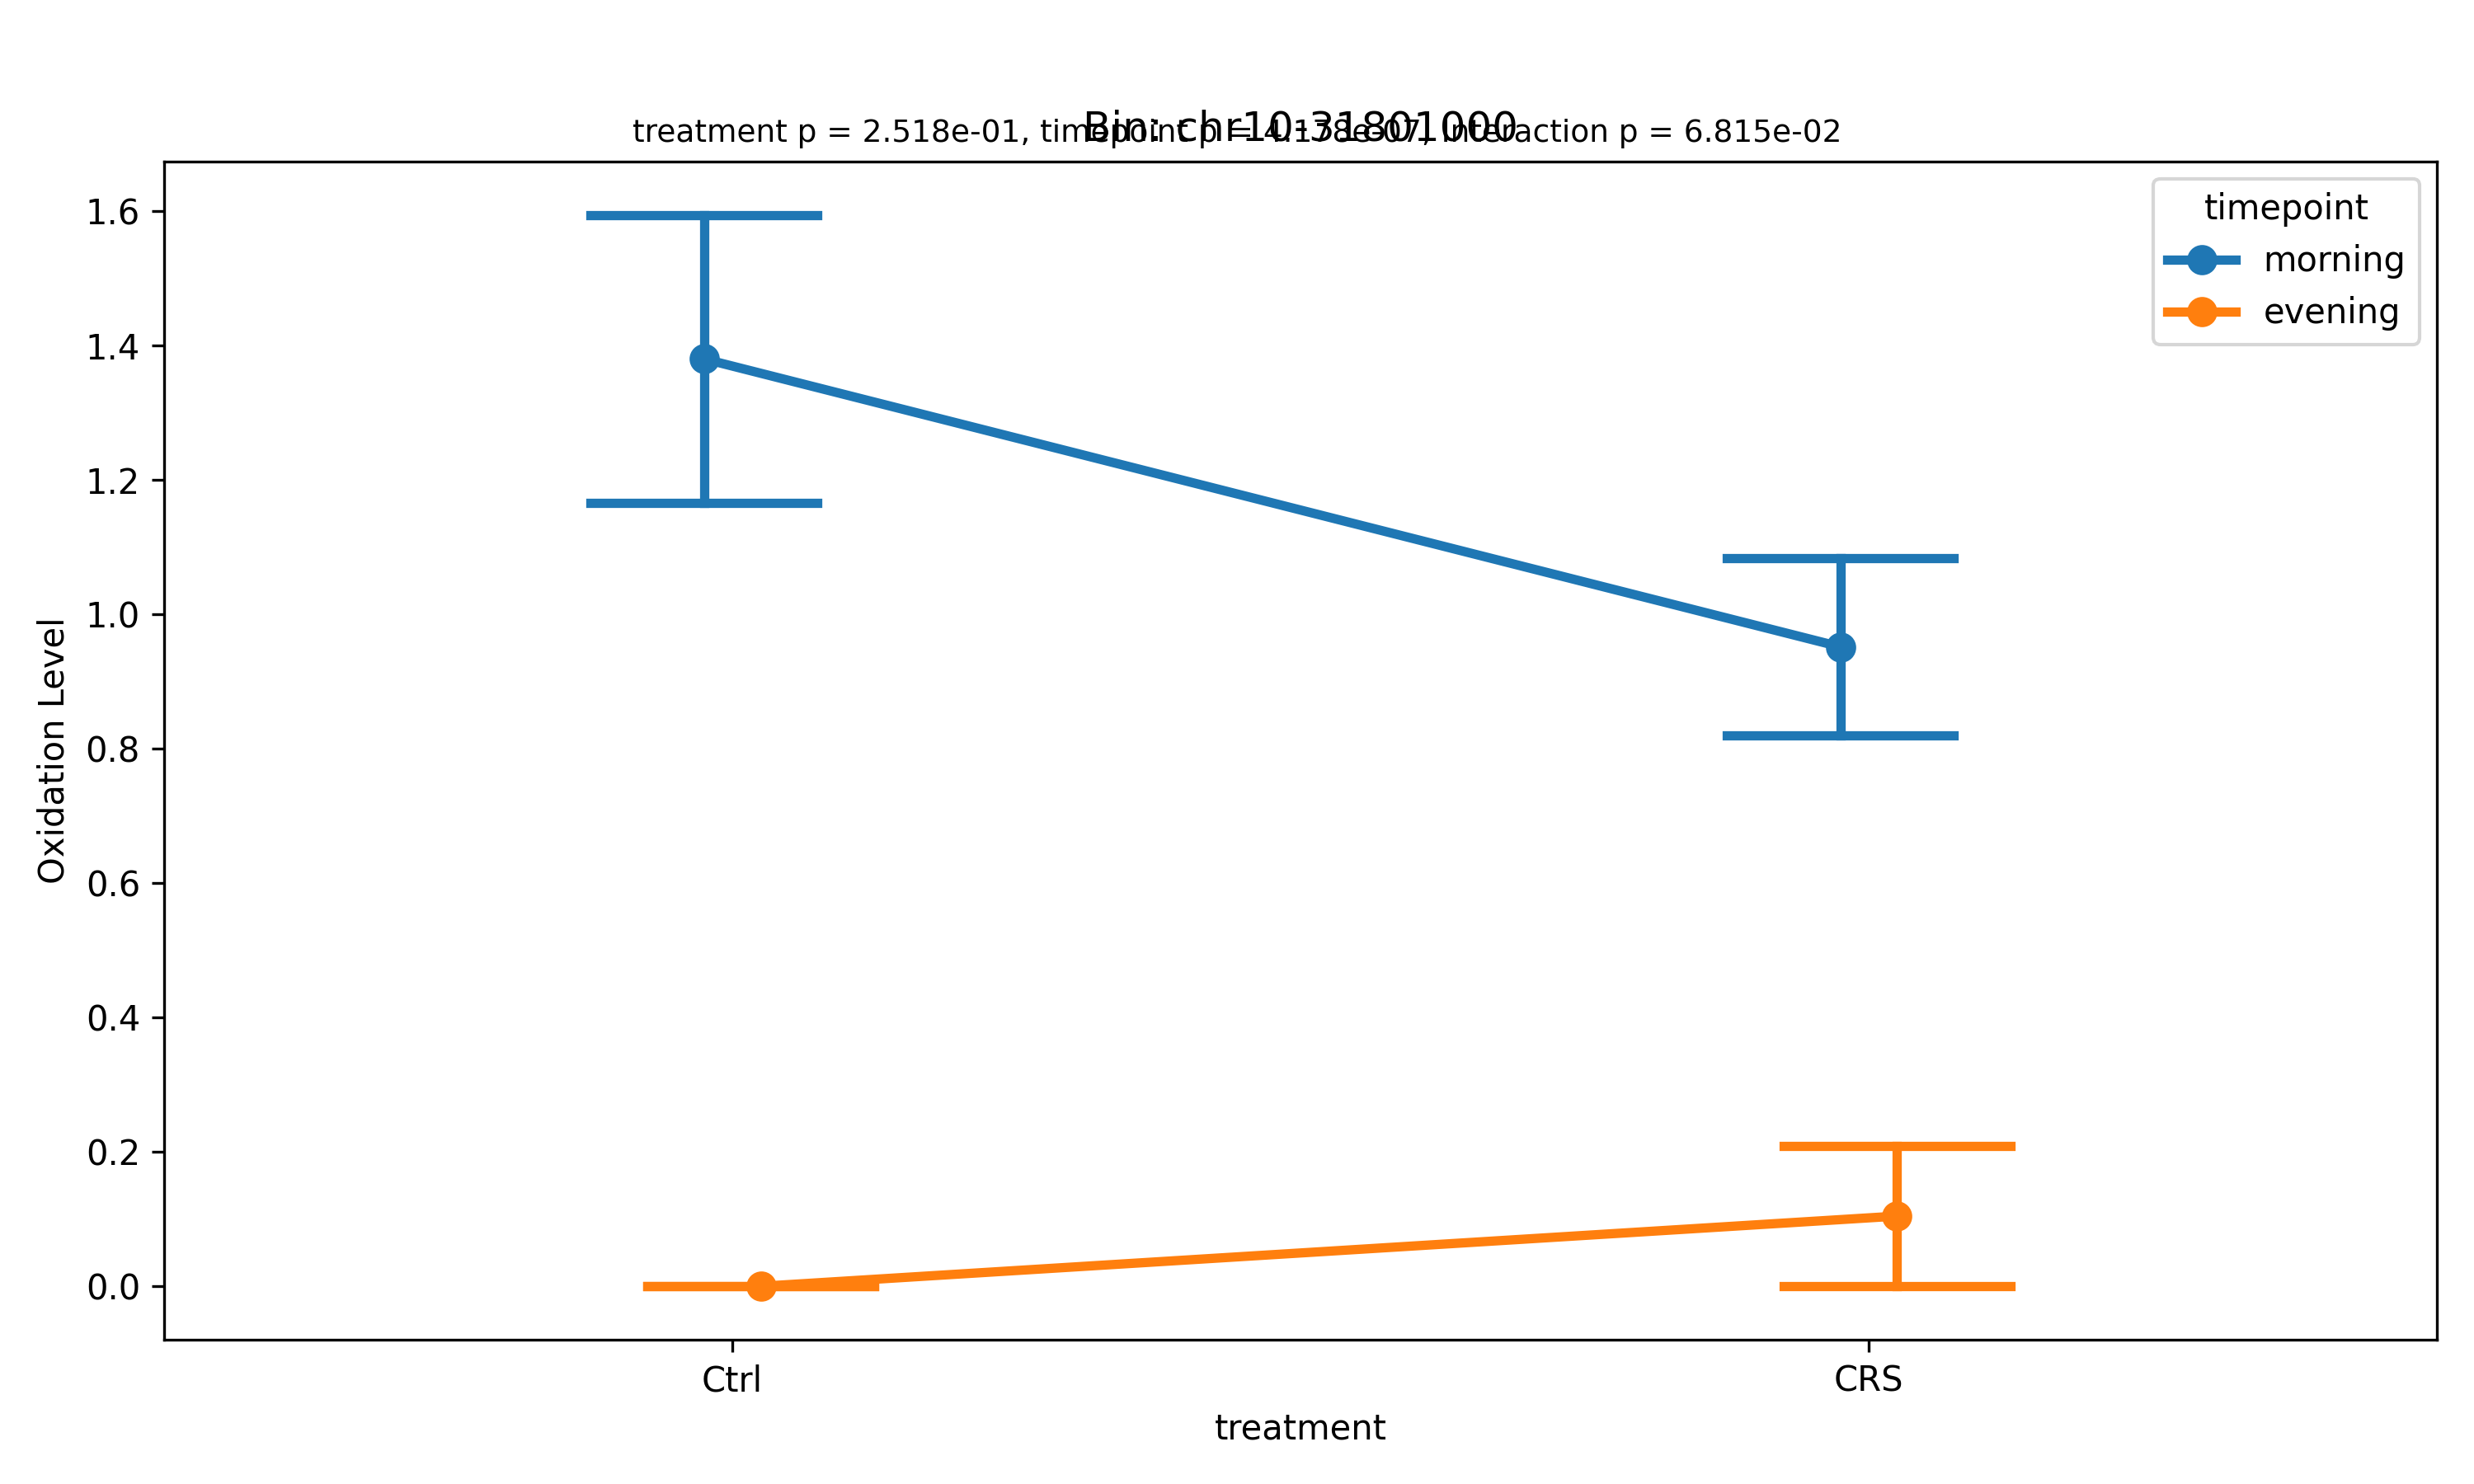 Bin: chr10-31801000
treatment p = 2.518e-01, timepoint p = 4.178e-07, interaction p = 6.815e-02
timepoint
morning
evening
Oxidation Level
1.6
1.4
1.2
1.0
0.8
0.6
0.4
0.2
0.0
Ctrl
CRS
treatment